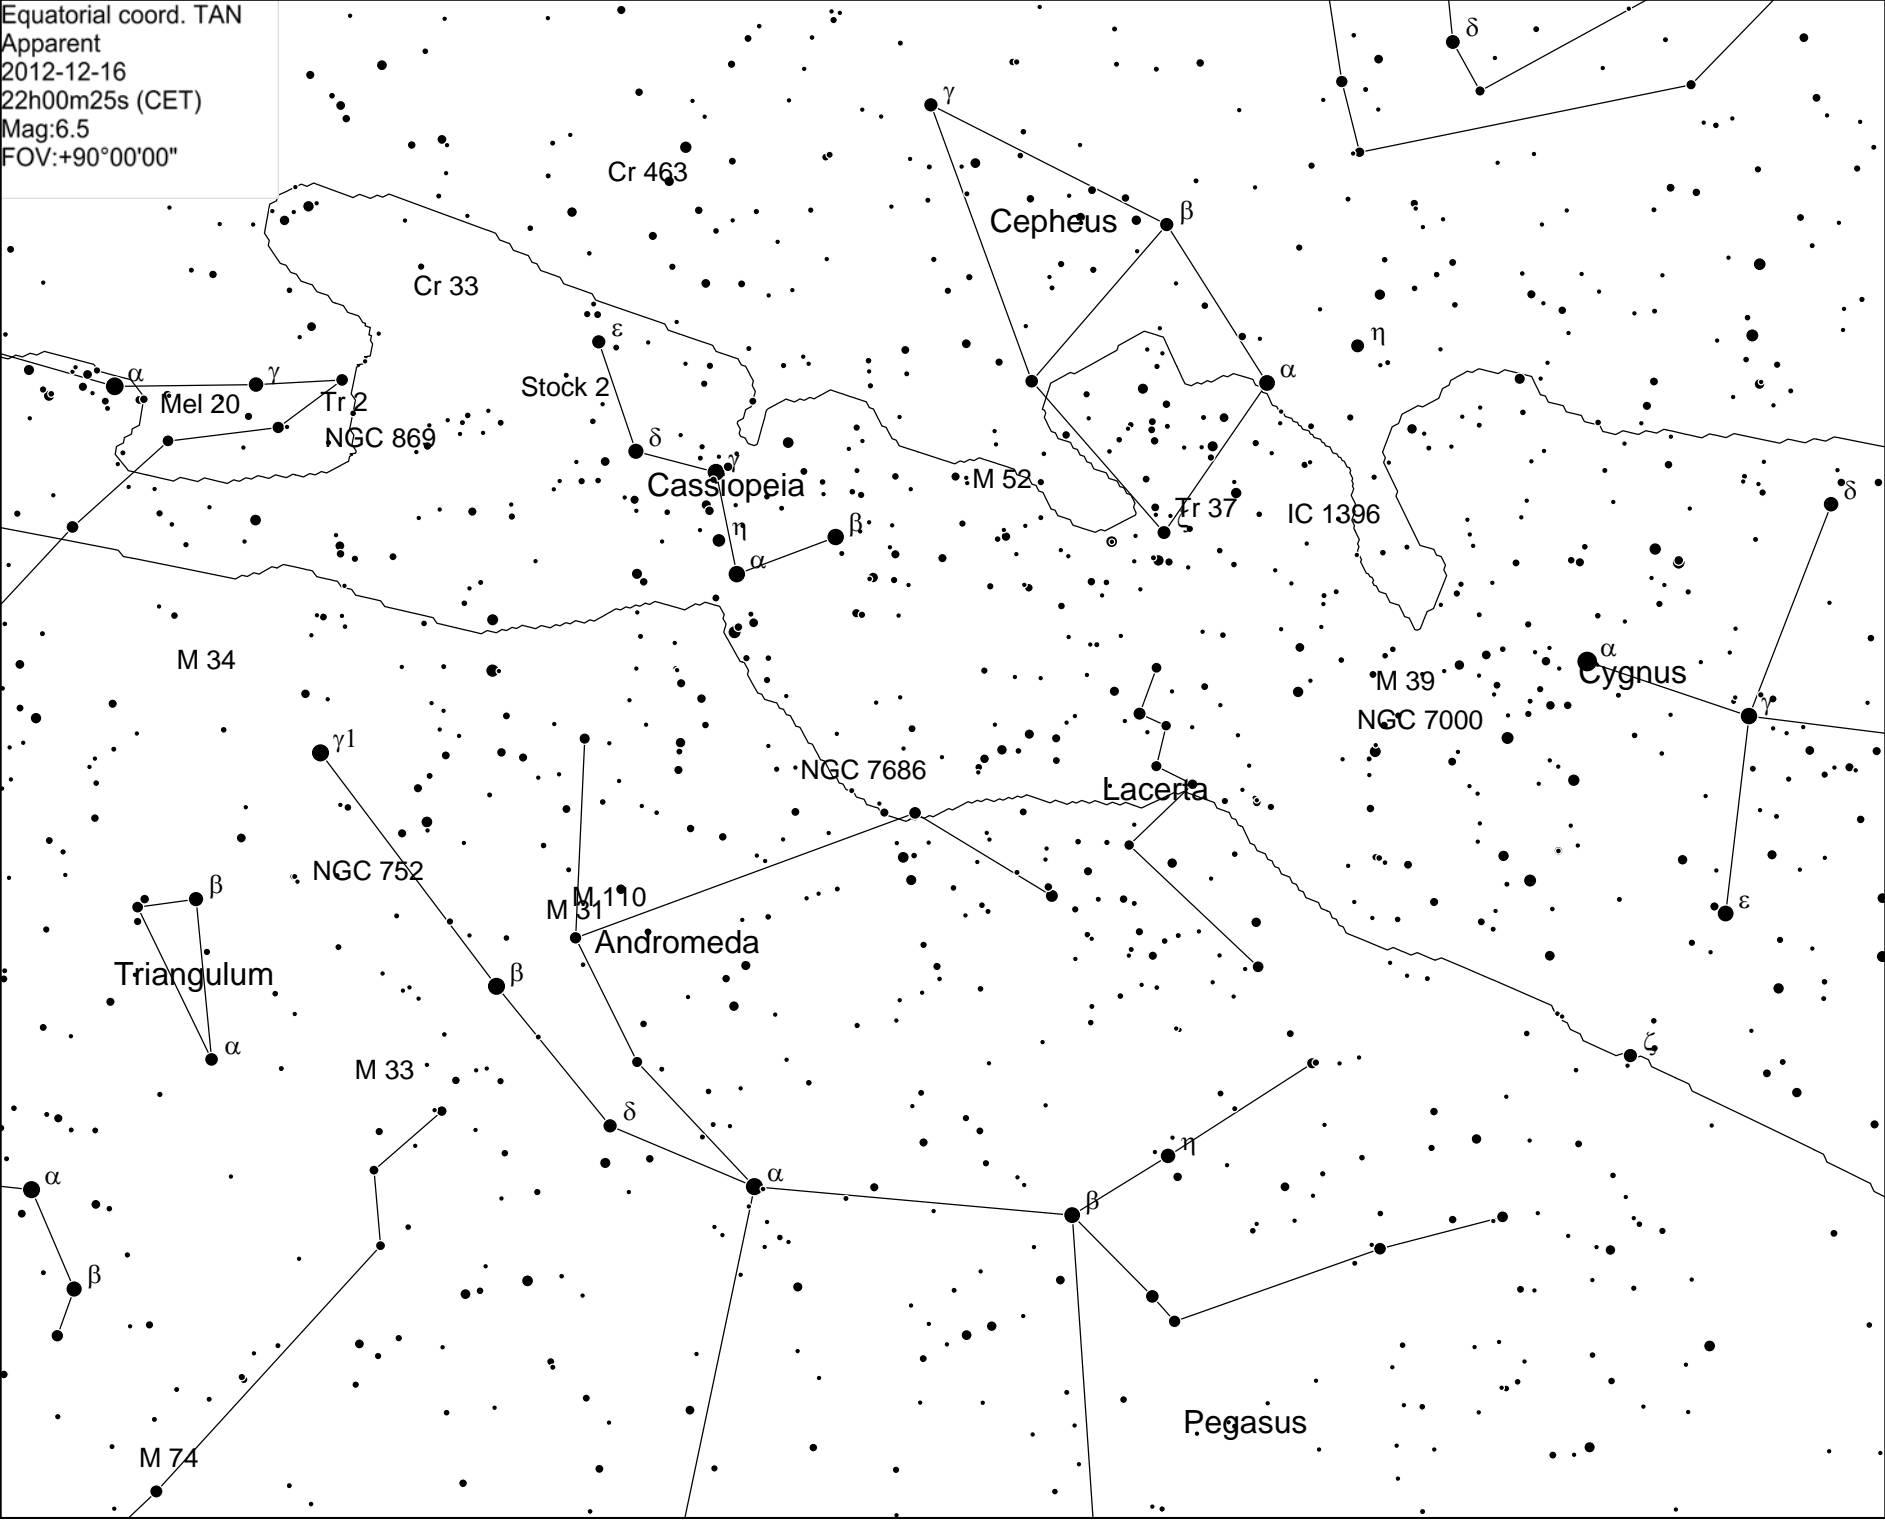 Equatorial coord. TAN
Apparent
2012-12-16
22h00m25s (CET)
Mag:6.5
FOV:+90°00'00"
δ
γ
Cr 463
Cepheus
β
Cr 33
ε
η
α
γ
Stock 2
α
Mel 20
Tr 2
NGC 869
δ
γ
Cassiopeia
M 52
δ
Tr 37
ζ
IC 1396
η
β
α
M 34
α
Cygnus
M 39
γ
NGC 7000
γ1
NGC 7686
Lacerta
NGC 752
β
M 110
M 31
ε
Andromeda
Triangulum
β
α
ζ
M 33
δ
η
α
α
β
β
Pegasus
M 74